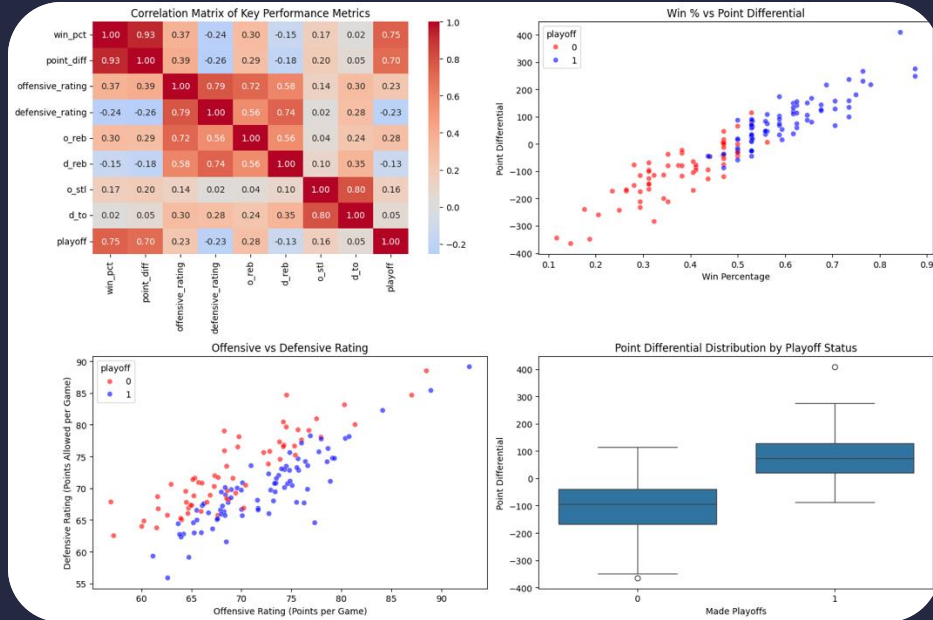 Correlation Matrix of Key Performance Metrics
win_pct 1.00 0.93 0.37 -0.24 0.30 -0.15 0.17 0.02 0.75
point_diff 0.93 1.00 0.39 -0.26 0.29 -0.18 0.20 0.05 0.70
offensive_rating 0.37 0.39 1.00 0.79 0.72 0.58 0.14 0.30 0.23
defensive_rating -0.24 -0.26 0.79 1.00 0.56 0.74 0.02 0.28 -0.23
o_reb 0.30 0.29 0.72 0.56 1.00 0.56 0.04 0.24 0.28
d_reb -0.15 -0.18 0.58 0.74 0.56 1.00 0.10 0.35 -0.13
o_stl 0.17 0.20 0.14 0.02 0.04 0.10 1.00 0.80 0.16
d_to 0.02 0.05 0.30 0.28 0.24 0.35 0.80 1.00 0.05
playoff 0.75 0.70 0.23 -0.23 0.28 -0.13 0.16 0.05 1.00
win_pct point_diff offensive_rating defensive_rating o_reb d_reb o_stl d_to playoff
1.0
0.8
0.6
0.4
0.2
0.0
−0.2
Win % vs Point Differential
playoff
0
1
Point Differential
400
300
200
100
0
−100
−200
−300
−400
0.1 0.2 0.3 0.4 0.5 0.6 0.7 0.8 0.9
Win Percentage
Offensive vs Defensive Rating
playoff
0
1
Defensive Rating (Points Allowed per Game)
90
85
80
75
70
65
60
55
60 65 70 75 80 85 90
Offensive Rating (Points per Game)
Point Differential Distribution by Playoff Status
Point Differential
400
300
200
100
0
−100
−200
−300
−400
0 1
Made Playoffs